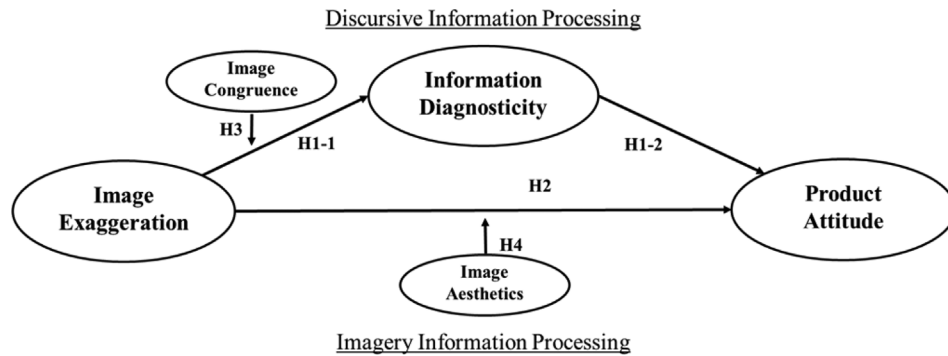 Discursive Information Processing
Image
Congruence
Information
Diagnosticity
H3
H1-1
H1-2
Image
Exaggeration
H2
Product
Attitude
H4
Image
Aesthetics
Imagery Information Processing